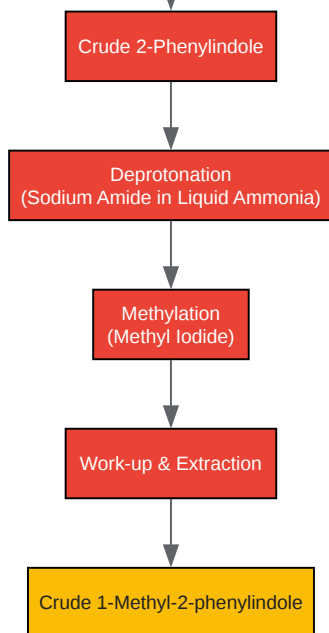 Crude 2-Phenylindole
Deprotonation
(Sodium Amide in Liquid Ammonia)
Methylation
(Methyl Iodide)
Work-up & Extraction
Crude 1-Methyl-2-phenylindole